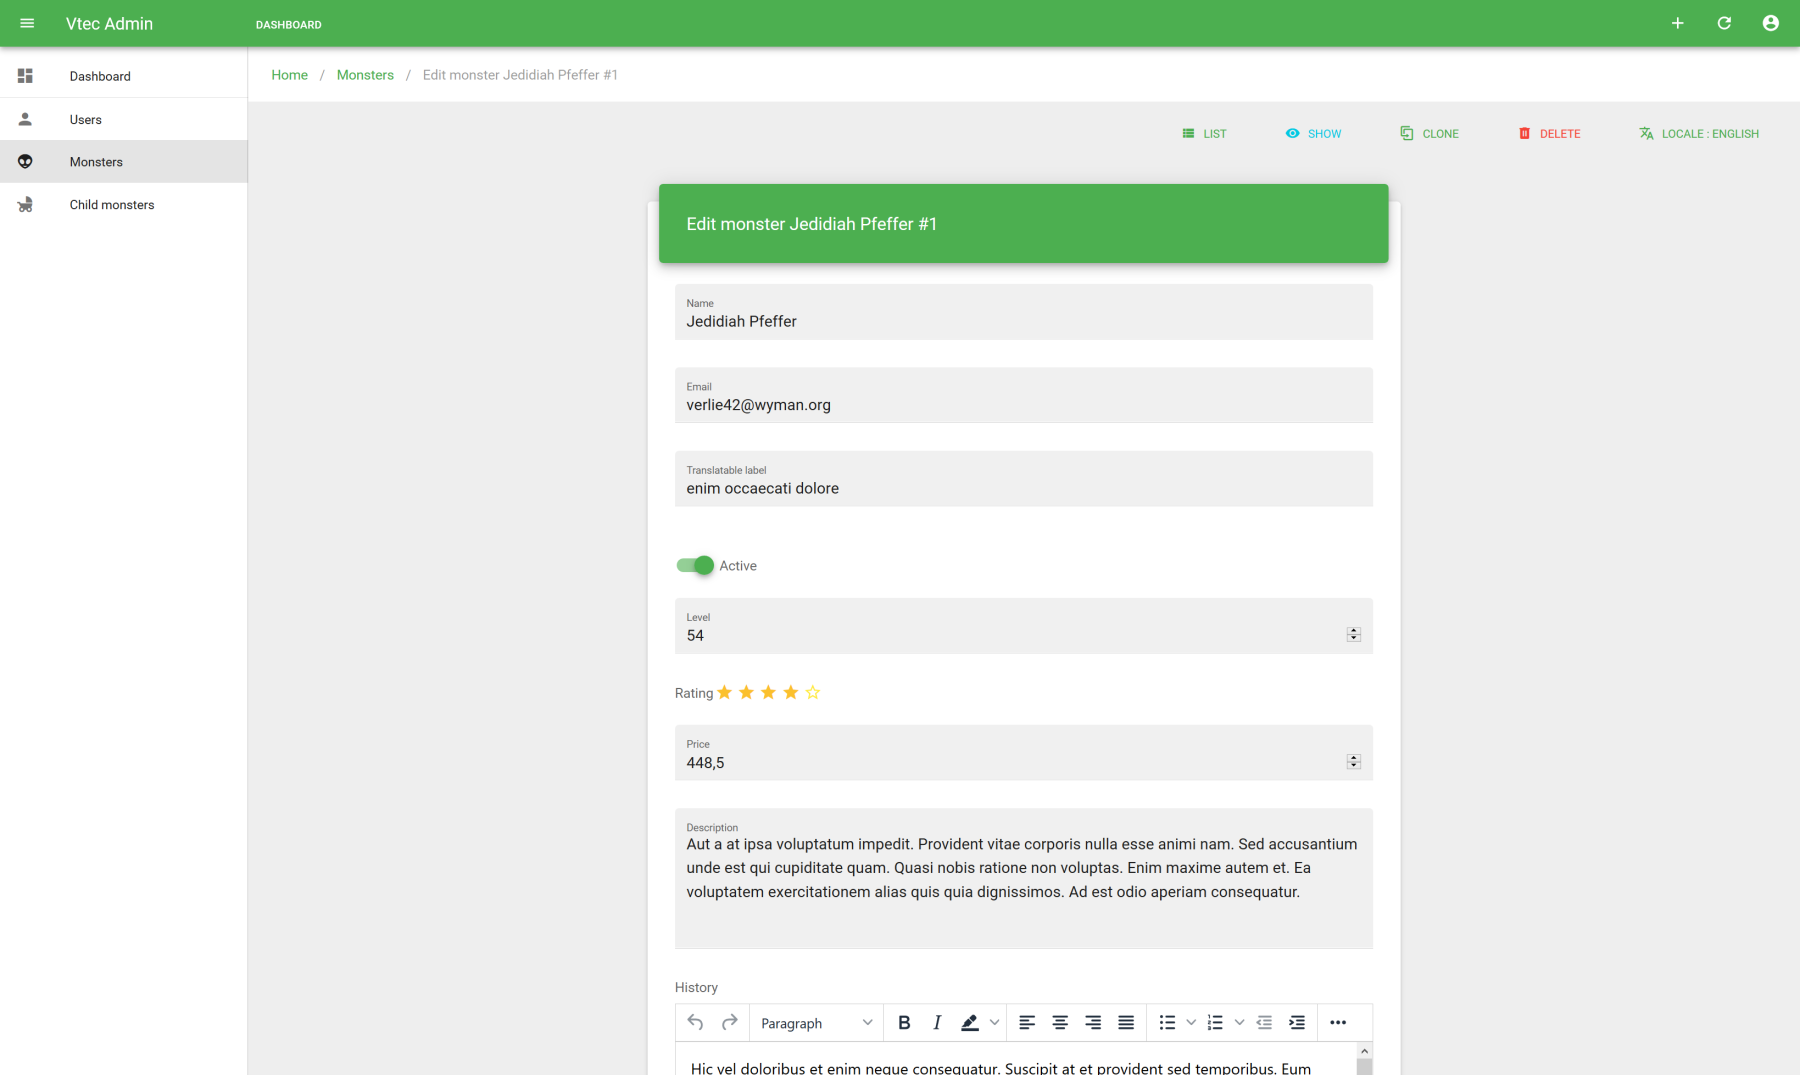 Vtec Admin
DASHBOARD
Dashboard
Users
Monsters
Child monsters
Home / Monsters / Edit monster Jedidiah Pfeffer #1
LIST
SHOW
CLONE
DELETE
LOCALE : ENGLISH
Edit monster Jedidiah Pfeffer #1
Name
Jedidiah Pfeffer
Email
verlie42@wyman.org
Translatable label
enim occaecati dolore
Active
Level
54
Rating
Price
448,5
Description
Aut a at ipsa voluptatum impedit. Provident vitae corporis nulla esse animi nam. Sed accusantium
unde est qui cupiditate quam. Quasi nobis ratione non voluptas. Enim maxime autem et. Ea
voluptatem exercitationem alias quis quia dignissimos. Ad est odio aperiam consequatur.
History
Paragraph
Hic vel doloribus et enim neque consequatur. Suscipit at et provident sed temporibus. Eum